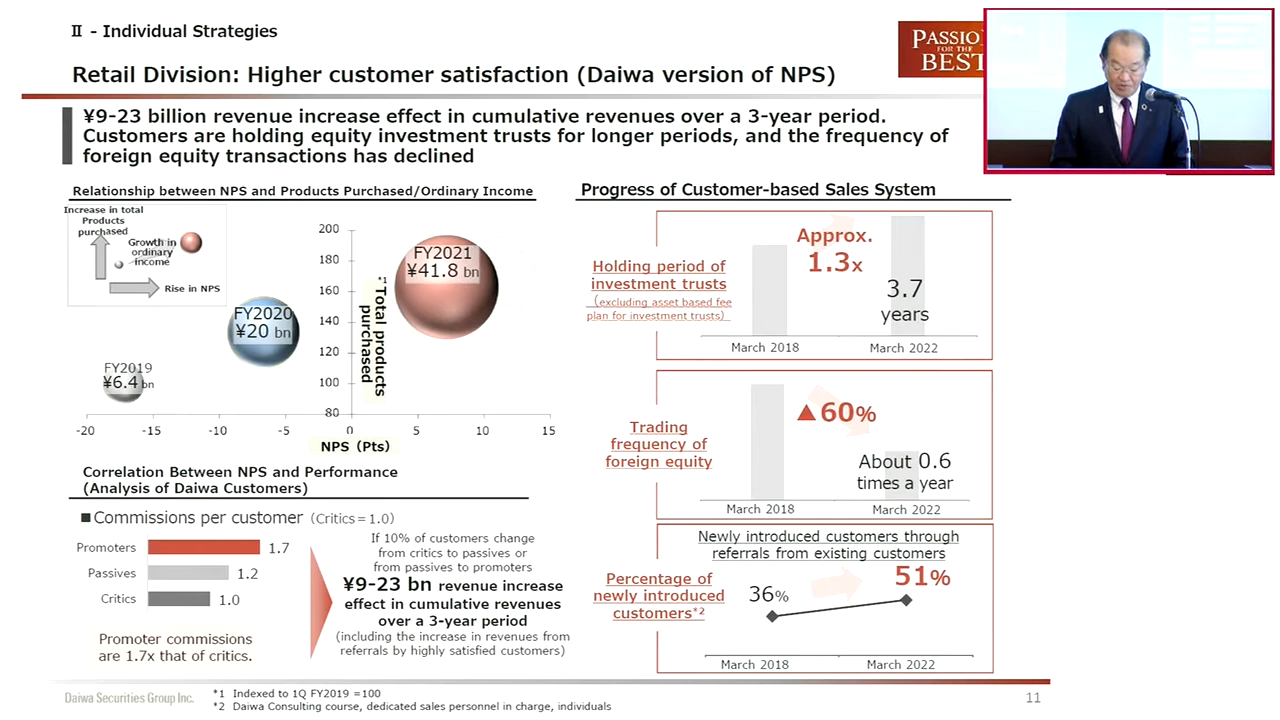 Ⅱ - Individual Strategies
Retail Division: Higher customer satisfaction (Daiwa version of NPS)
PASSIO
FOR THE
BEST
¥9-23 billion revenue increase effect in cumulative revenues over a 3-year period.
Customers are holding equity investment trusts for longer periods, and the frequency of
foreign equity transactions has declined
Relationship between NPS and Products Purchased/Ordinary Income
Increase in total
Products
purchased
Growth in
ordinary
income
Rise in NPS
200
180
160
140
120
100
80
*1 Total products
purchased
FY2021
¥41.8 bn
FY2020
¥20 bn
FY2019
¥6.4 bn
-20
-15
-10
-5
0
5
10
15
NPS (Pts)
Correlation Between NPS and Performance
(Analysis of Daiwa Customers)
■Commissions per customer (Critics=1.0)
Promoters 1.7
Passives 1.2
Critics 1.0
Promoter commissions
are 1.7x that of critics.
If 10% of customers change
from critics to passives or
from passives to promoters
¥9-23 bn revenue increase
effect in cumulative revenues
over a 3-year period
(including the increase in revenues from
referrals by highly satisfied customers)
Progress of Customer-based Sales System
Holding period of
investment trusts
(excluding asset based fee
plan for investment trusts)
Approx.
1.3x
3.7
years
March 2018
March 2022
Trading
frequency of
foreign equity
▲60%
About 0.6
times a year
March 2018
March 2022
Percentage of
newly introduced
customers*2
Newly introduced customers through
referrals from existing customers
36%
51%
March 2018
March 2022
Daiwa Securities Group Inc.
*1 Indexed to 1Q FY2019 =100
*2 Daiwa Consulting course, dedicated sales personnel in charge, individuals
11